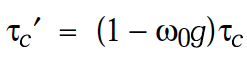 τc′ = (1 − ω0g)τc